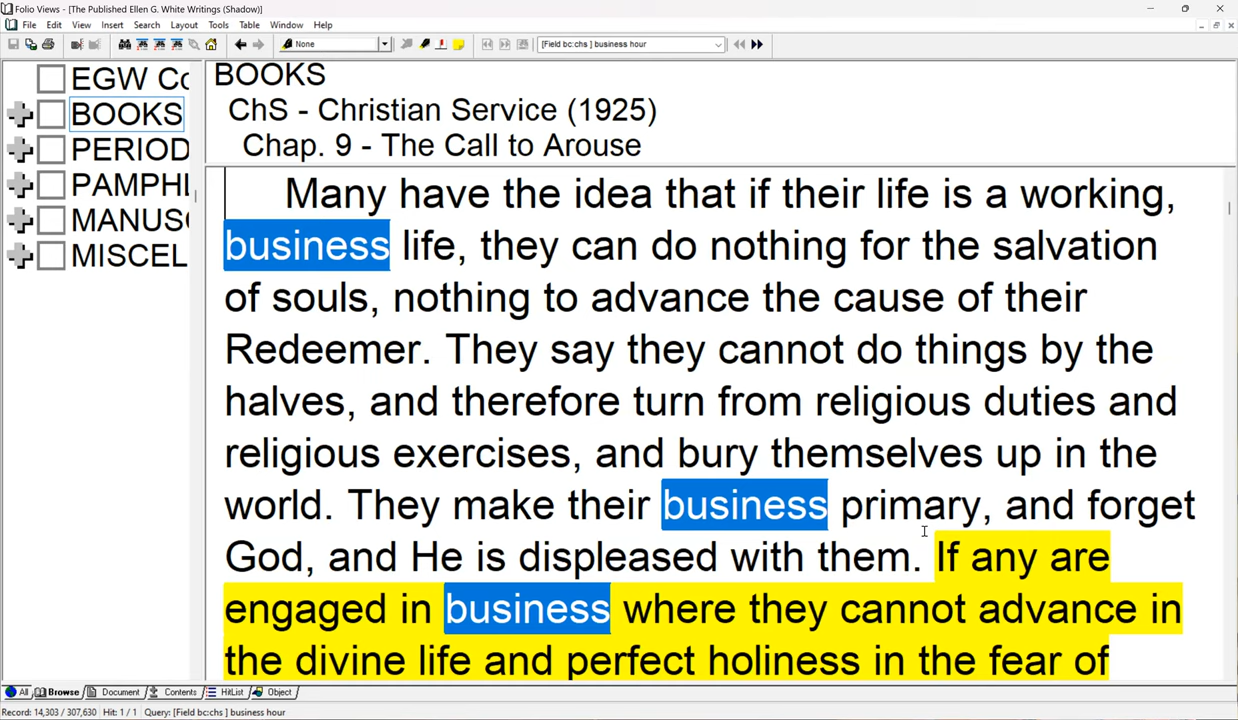 Folio Views - [The Published Ellen G. White Writings (Shadow)]
File Edit View Insert Search Layout Tools Table Window Help
None [Field bc:chs ] business hour
EGW Co
BOOKS
PERIOD
PAMPHL
MANUSC
MISCEL
BOOKS
ChS - Christian Service (1925)
Chap. 9 - The Call to Arouse
Many have the idea that if their life is a working,
business life, they can do nothing for the salvation
of souls, nothing to advance the cause of their
Redeemer. They say they cannot do things by the
halves, and therefore turn from religious duties and
religious exercises, and bury themselves up in the
world. They make their business primary, and forget
God, and He is displeased with them. If any are
engaged in business where they cannot advance in
the divine life and perfect holiness in the fear of
All Browse Document Contents HitList Object
Record: 14,303 / 307,630 Hit: 1 / 1 Query: [Field bc:chs ] business hour